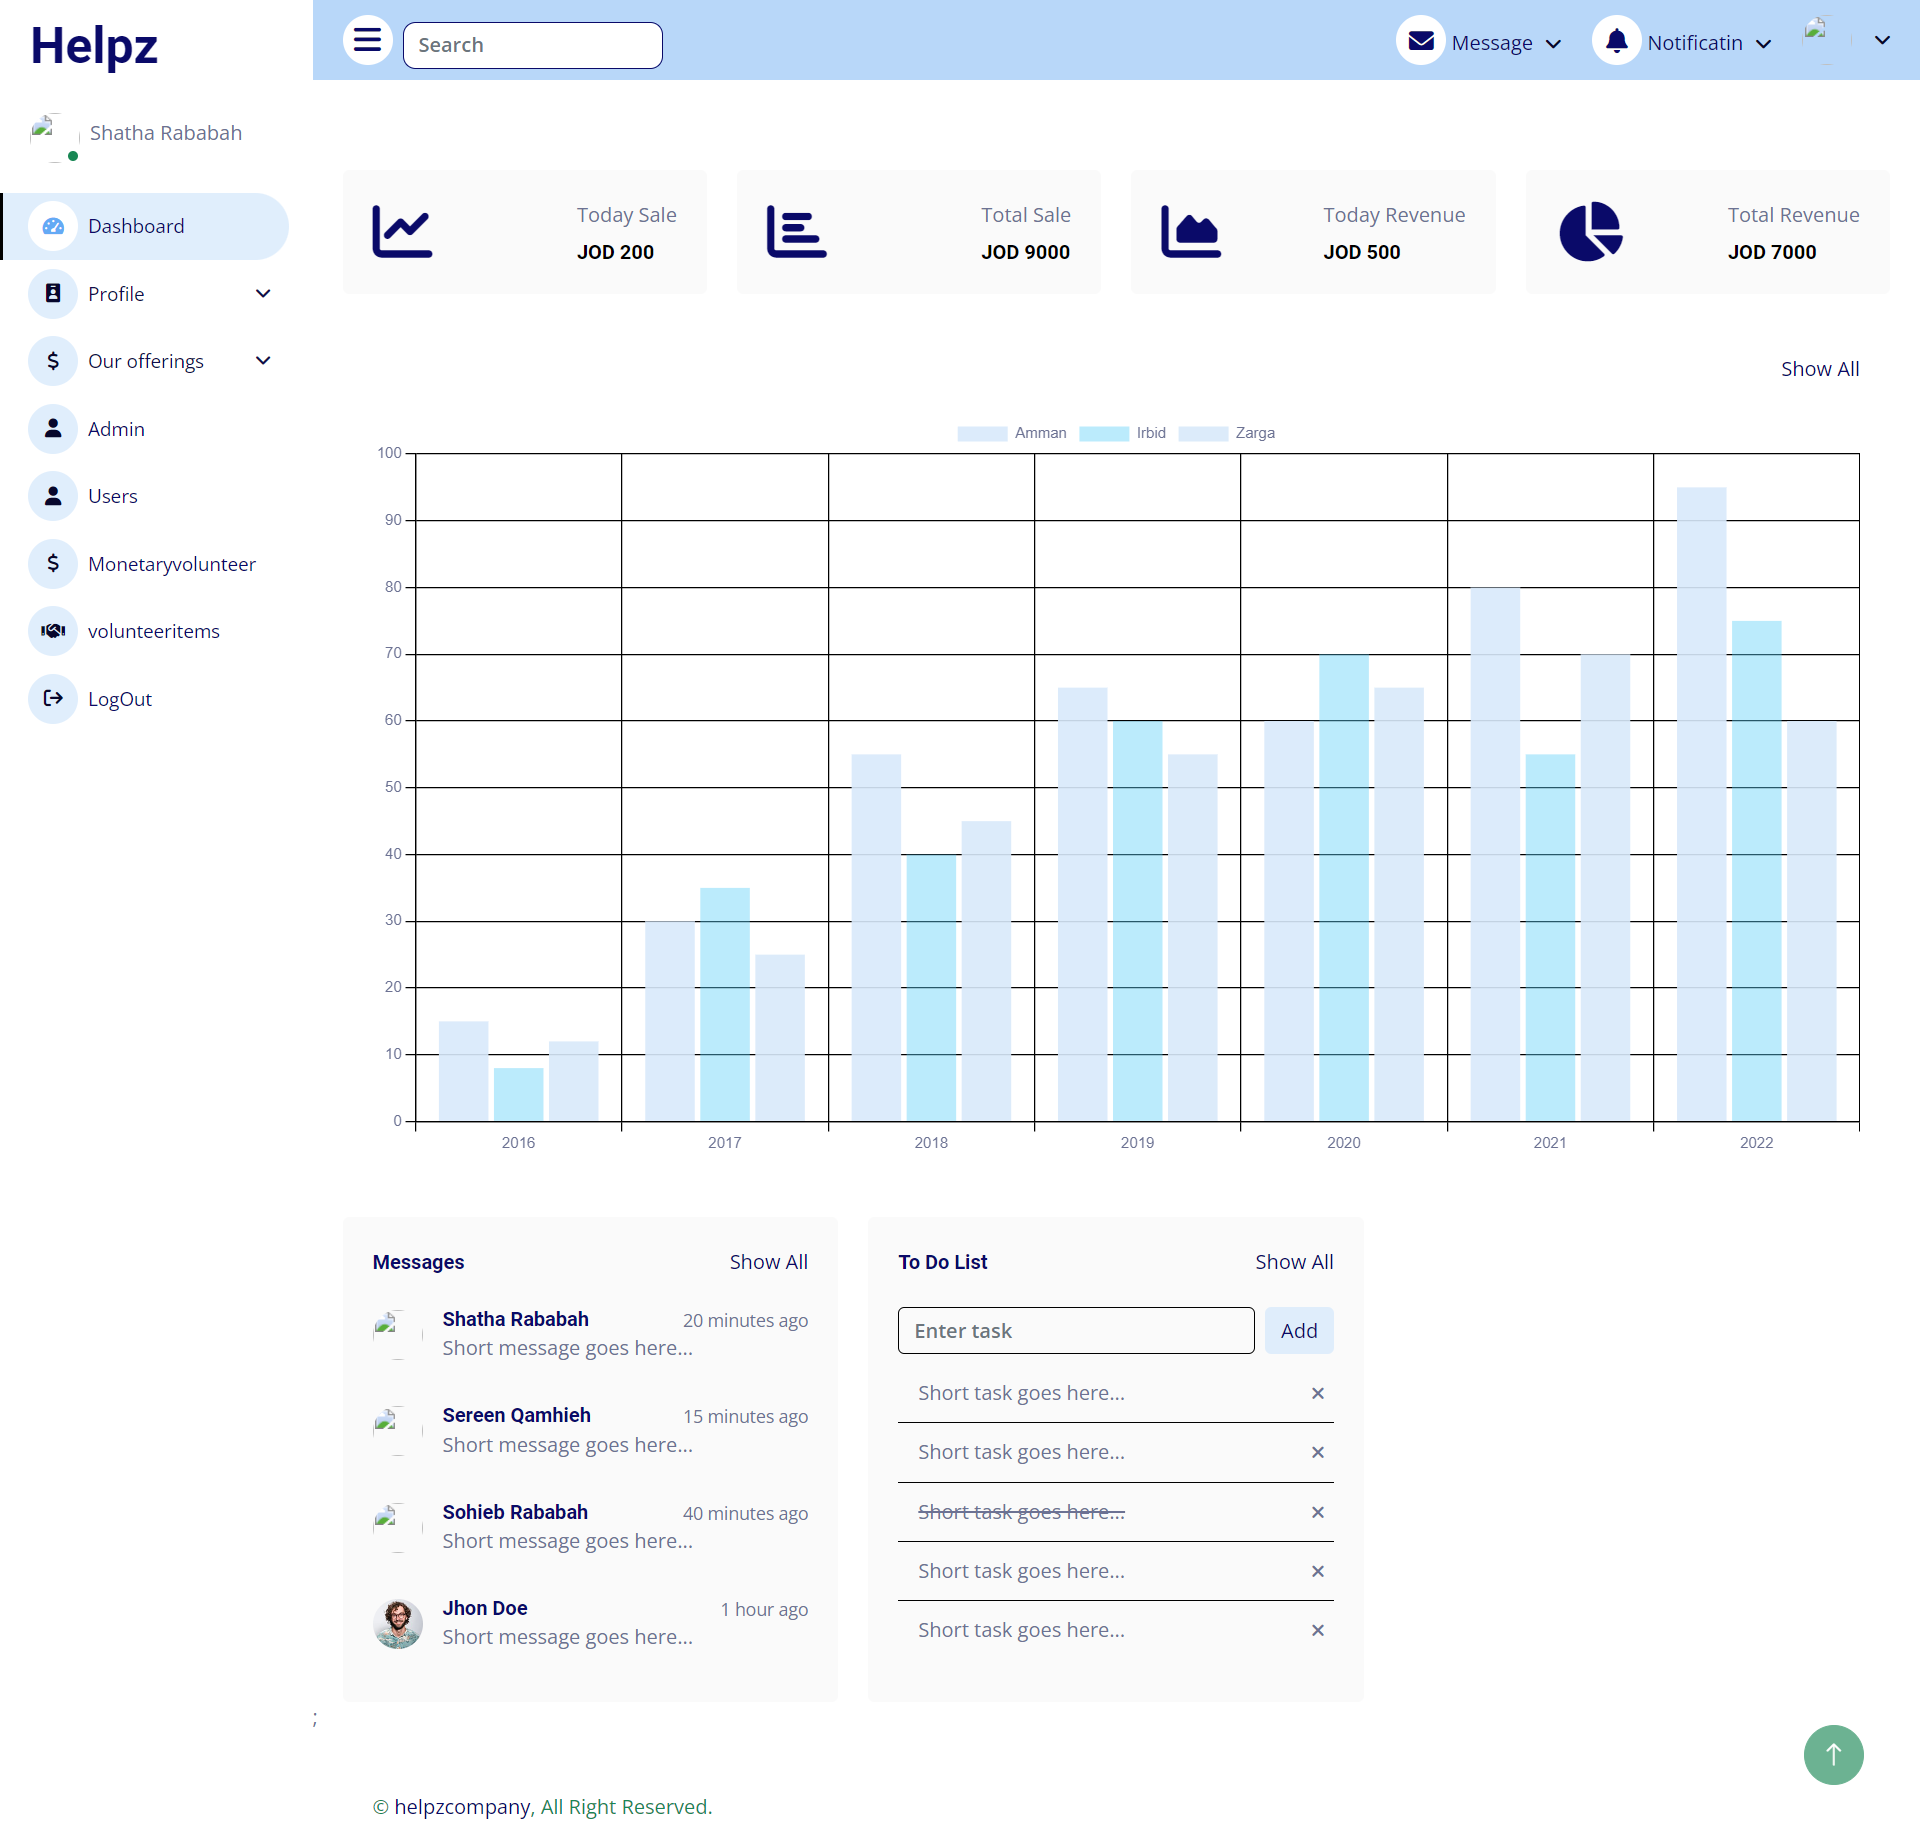 Helpz
Search
Message
Notificatin
Shatha Rababah
Dashboard
Profile
Our offerings
Admin
Users
Monetaryvolunteer
volunteeritems
LogOut
Today Sale
JOD 200
Total Sale
JOD 9000
Today Revenue
JOD 500
Total Revenue
JOD 7000
Show All
Amman Irbid Zarga
100
90
80
70
60
50
40
30
20
10
0
2016 2017 2018 2019 2020 2021 2022
Messages Show All
Shatha Rababah 20 minutes ago
Short message goes here...
Sereen Qamhieh 15 minutes ago
Short message goes here...
Sohieb Rababah 40 minutes ago
Short message goes here...
Jhon Doe 1 hour ago
Short message goes here...
To Do List Show All
Enter task Add
Short task goes here...
Short task goes here...
Short task goes here...
Short task goes here...
Short task goes here...
;
© helpzcompany, All Right Reserved.